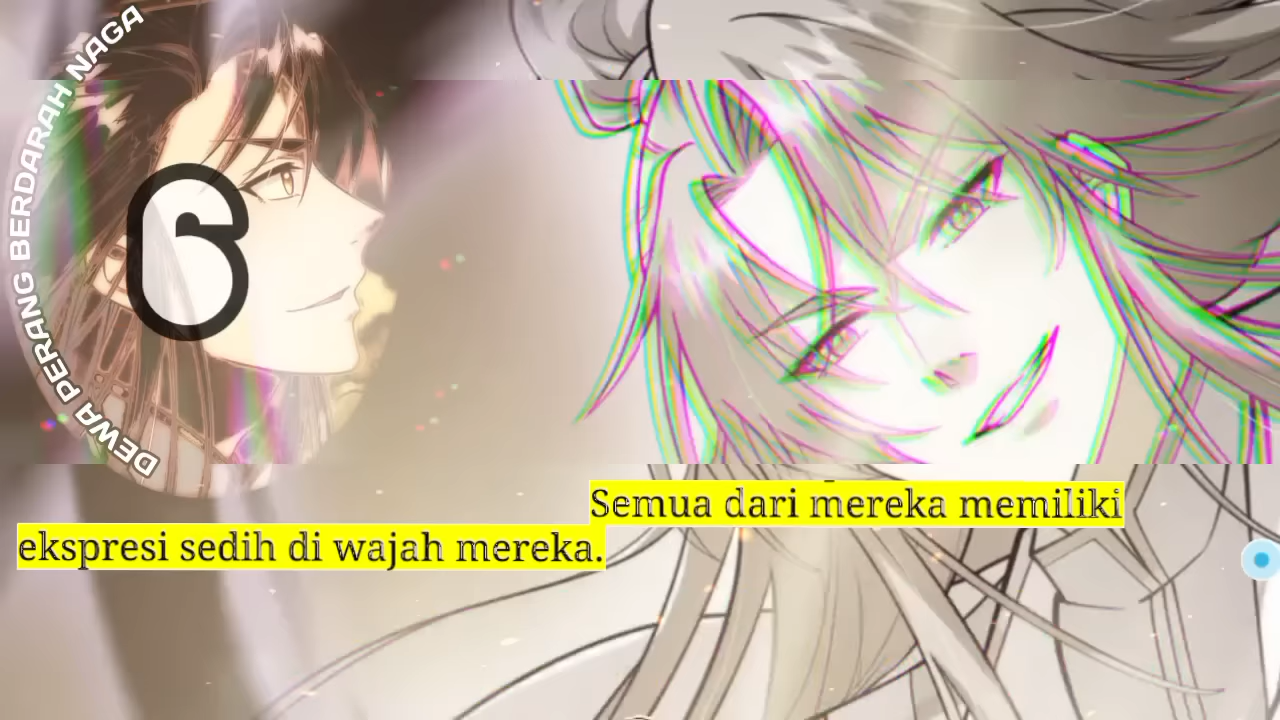 DEWA PERANG BERDARAH NAGA
6
Semua dari mereka memiliki
ekspresi sedih di wajah mereka.